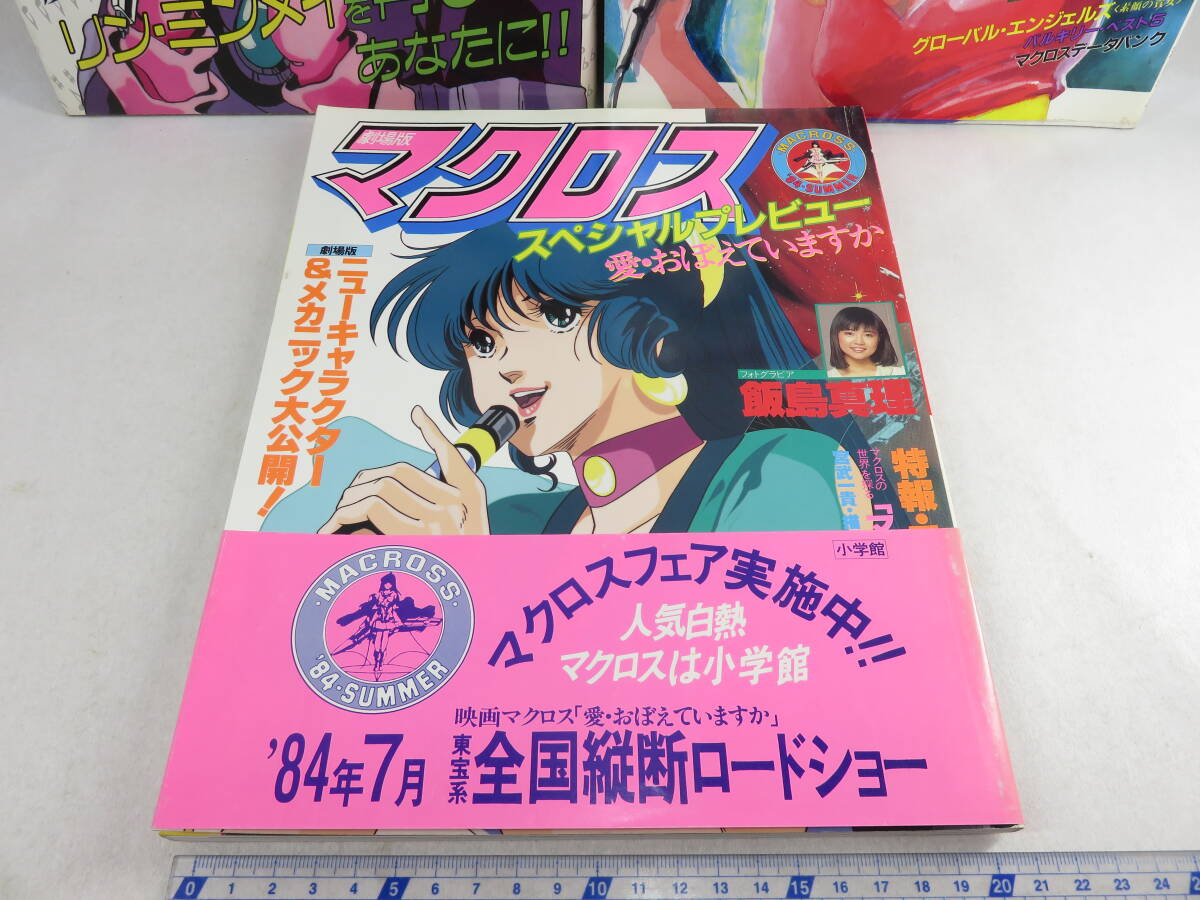 リン・ミンメイを
あなたに!!
グローバル・エンジェルズ〈素顔の貴女〉
バルキリー・ベスト5
マクロスデータバンク
劇場版
マクロス
MACROSS
'84・SUMMER
スペシャルプレビュー
愛・おぼえていますか
劇場版
ニューキャラクター
&メカニック大公開!
フォトグラビア
飯島真理
特報・
マクロスの
世界を探る
宮武一貴・
小学館
・MACROSS・
'84・SUMMER
マクロスフェア実施中!!
人気白熱
マクロスは小学館
映画マクロス「愛・おぼえていますか」
'84年7月
東宝系
全国縦断ロードショー
0 1 2 3 4 5 6 7 8 9 10 11 12 13 14 15 16 17 18 19 20 21 22 23 24